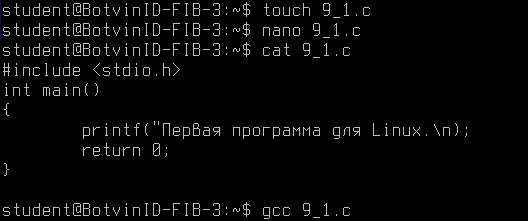 student@BotvinID-FIB-3:~$ touch 9_1.c
student@BotvinID-FIB-3:~$ nano 9_1.c
student@BotvinID-FIB-3:~$ cat 9_1.c
#include <stdio.h>
int main()
{
        printf("Первая программа для Linux.\n);
        return 0;
}
student@BotvinID-FIB-3:~$ gcc 9_1.c